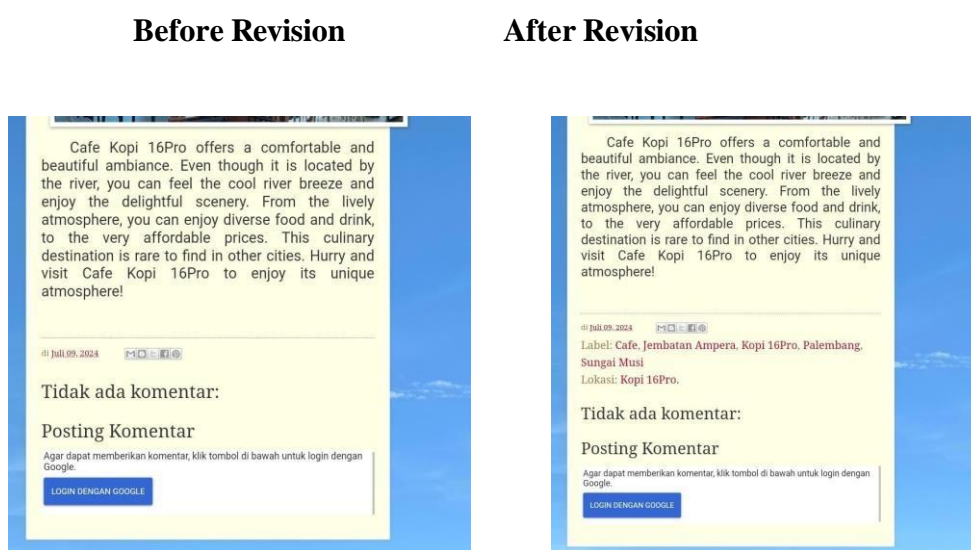 Before Revision
After Revision
Cafe Kopi 16Pro offers a comfortable and
beautiful ambiance. Even though it is located by
the river, you can feel the cool river breeze and
enjoy the delightful scenery. From the lively
atmosphere, you can enjoy diverse food and drink,
to the very affordable prices. This culinary
destination is rare to find in other cities. Hurry and
visit Cafe Kopi 16Pro to enjoy its unique
atmosphere!
di Juli 09, 2024
Tidak ada komentar:
Posting Komentar
Agar dapat memberikan komentar, klik tombol di bawah untuk login dengan
Google.
LOGIN DENGAN GOOGLE
Cafe Kopi 16Pro offers a comfortable and
beautiful ambiance. Even though it is located by
the river, you can feel the cool river breeze and
enjoy the delightful scenery. From the lively
atmosphere, you can enjoy diverse food and drink,
to the very affordable prices. This culinary
destination is rare to find in other cities. Hurry and
visit Cafe Kopi 16Pro to enjoy its unique
atmosphere!
di Juli 09, 2024
Label: Cafe, Jembatan Ampera, Kopi 16Pro, Palembang,
Sungai Musi
Lokasi: Kopi 16Pro.
Tidak ada komentar:
Posting Komentar
Agar dapat memberikan komentar, klik tombol di bawah untuk login dengan
Google.
LOGIN DENGAN GOOGLE